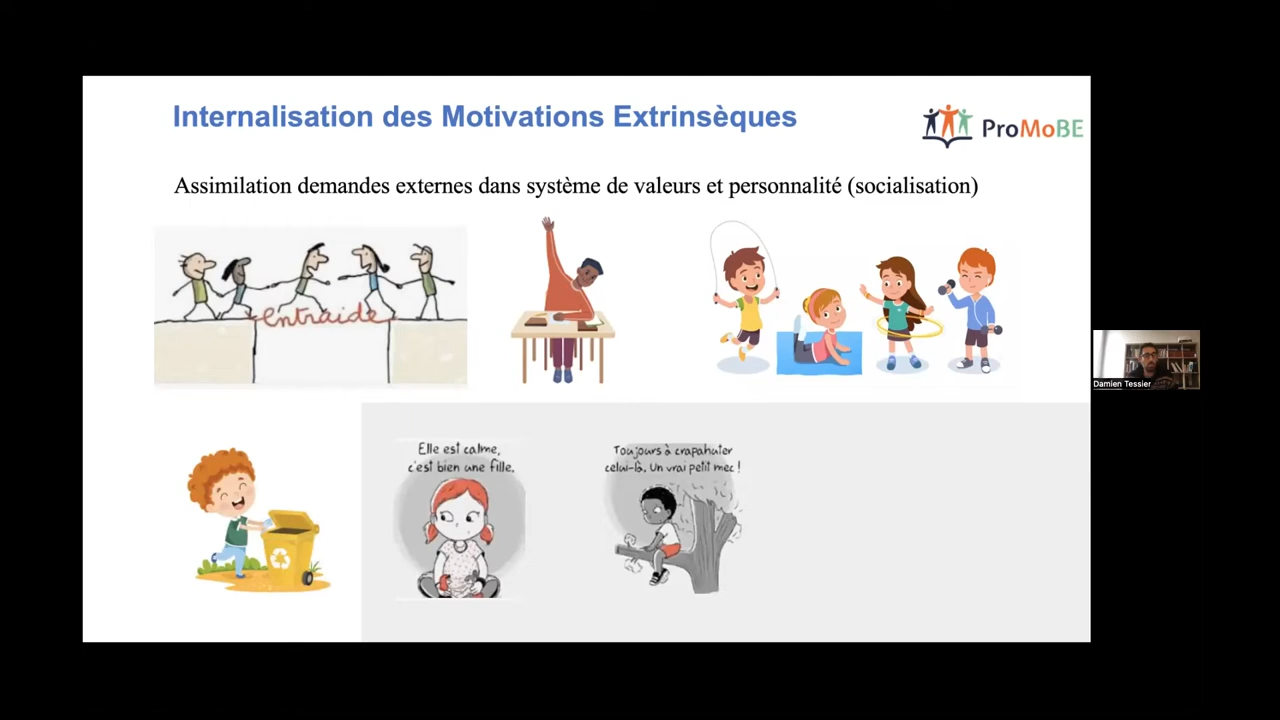 Internalisation des Motivations Extrinsèques
ProMoBE
Assimilation demandes externes dans système de valeurs et personnalité (socialisation)
entraide
Elle est calme,
c'est bien une fille.
Toujours à crapahuter
celui-là. Un vrai petit mec !
Damien Tessier